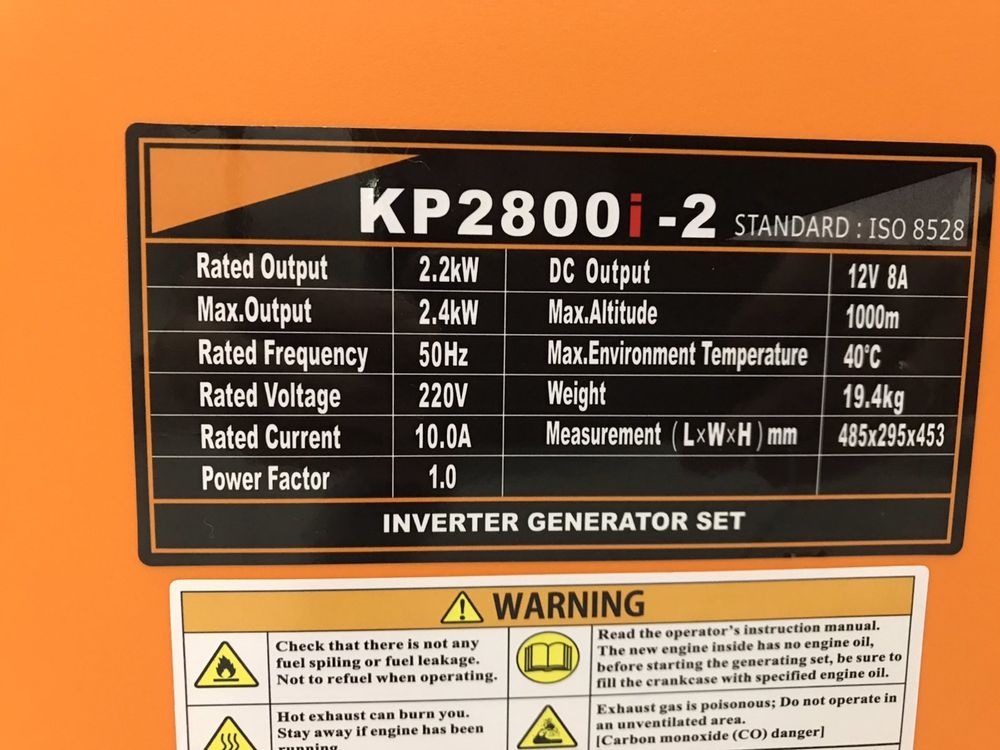 KP2800i-2 STANDARD : ISO 8528
Rated Output 2.2kW DC Output 12V 8A
Max.Output 2.4kW Max.Altitude 1000m
Rated Frequency 50Hz Max.Environment Temperature 40°C
Rated Voltage 220V Weight 19.4kg
Rated Current 10.0A Measurement (L×W×H) mm 485x295x453
Power Factor 1.0
INVERTER GENERATOR SET
WARNING
Check that there is not any
fuel spiling or fuel leakage.
Not to refuel when operating.
Read the operator's instruction manual.
The new engine inside has no engine oil,
before starting the generating set, be sure to
fill the crankcase with specified engine oil.
Hot exhaust can burn you.
Stay away if engine has been
running
Exhaust gas is poisonous; Do not operate in
an unventilated area.
[Carbon monoxide (CO) danger]